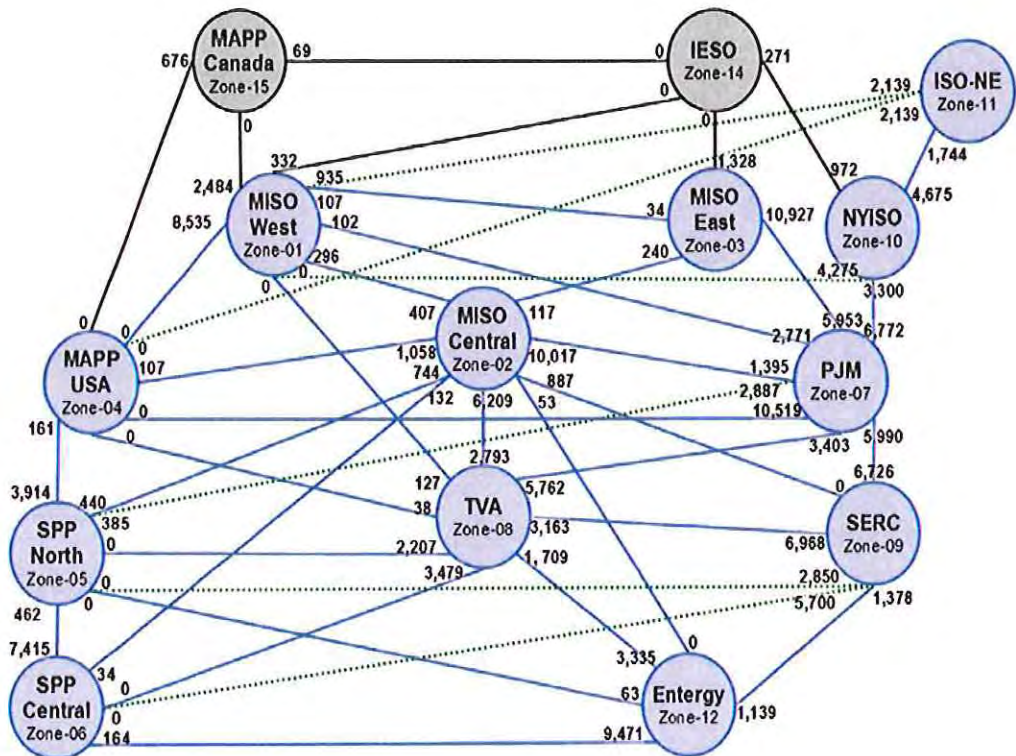 MAPP
Canada
Zone-15
IESO
Zone-14
ISO-NE
Zone-11
676
69
0
271
0
0
0
2,139
2,139
1,744
332
935
1,328
972
4,675
2,484
8,535
MISO
West
Zone-01
107
102
34
MISO
East
Zone-03
10,927
NYISO
Zone-10
296
0
0
240
4,275
3,300
407
MISO
Central
Zone-02
117
0
0
0
MAPP
USA
Zone-04
107
1,058
744
132
10,017
887
53
6,209
2,771
5,953
6,772
1,395
2,887
PJM
Zone-07
10,519
161
0
0
3,403
5,990
2,793
127
38
TVA
Zone-08
5,762
3,163
1,709
0
6,726
SERC
Zone-09
6,968
3,914
440
385
SPP
North
Zone-05
0
2,207
3,479
0
0
2,850
5,700
1,378
462
7,415
34
SPP
Central
Zone-06
0
0
164
3,335
0
63
Entergy
Zone-12
1,139
9,471